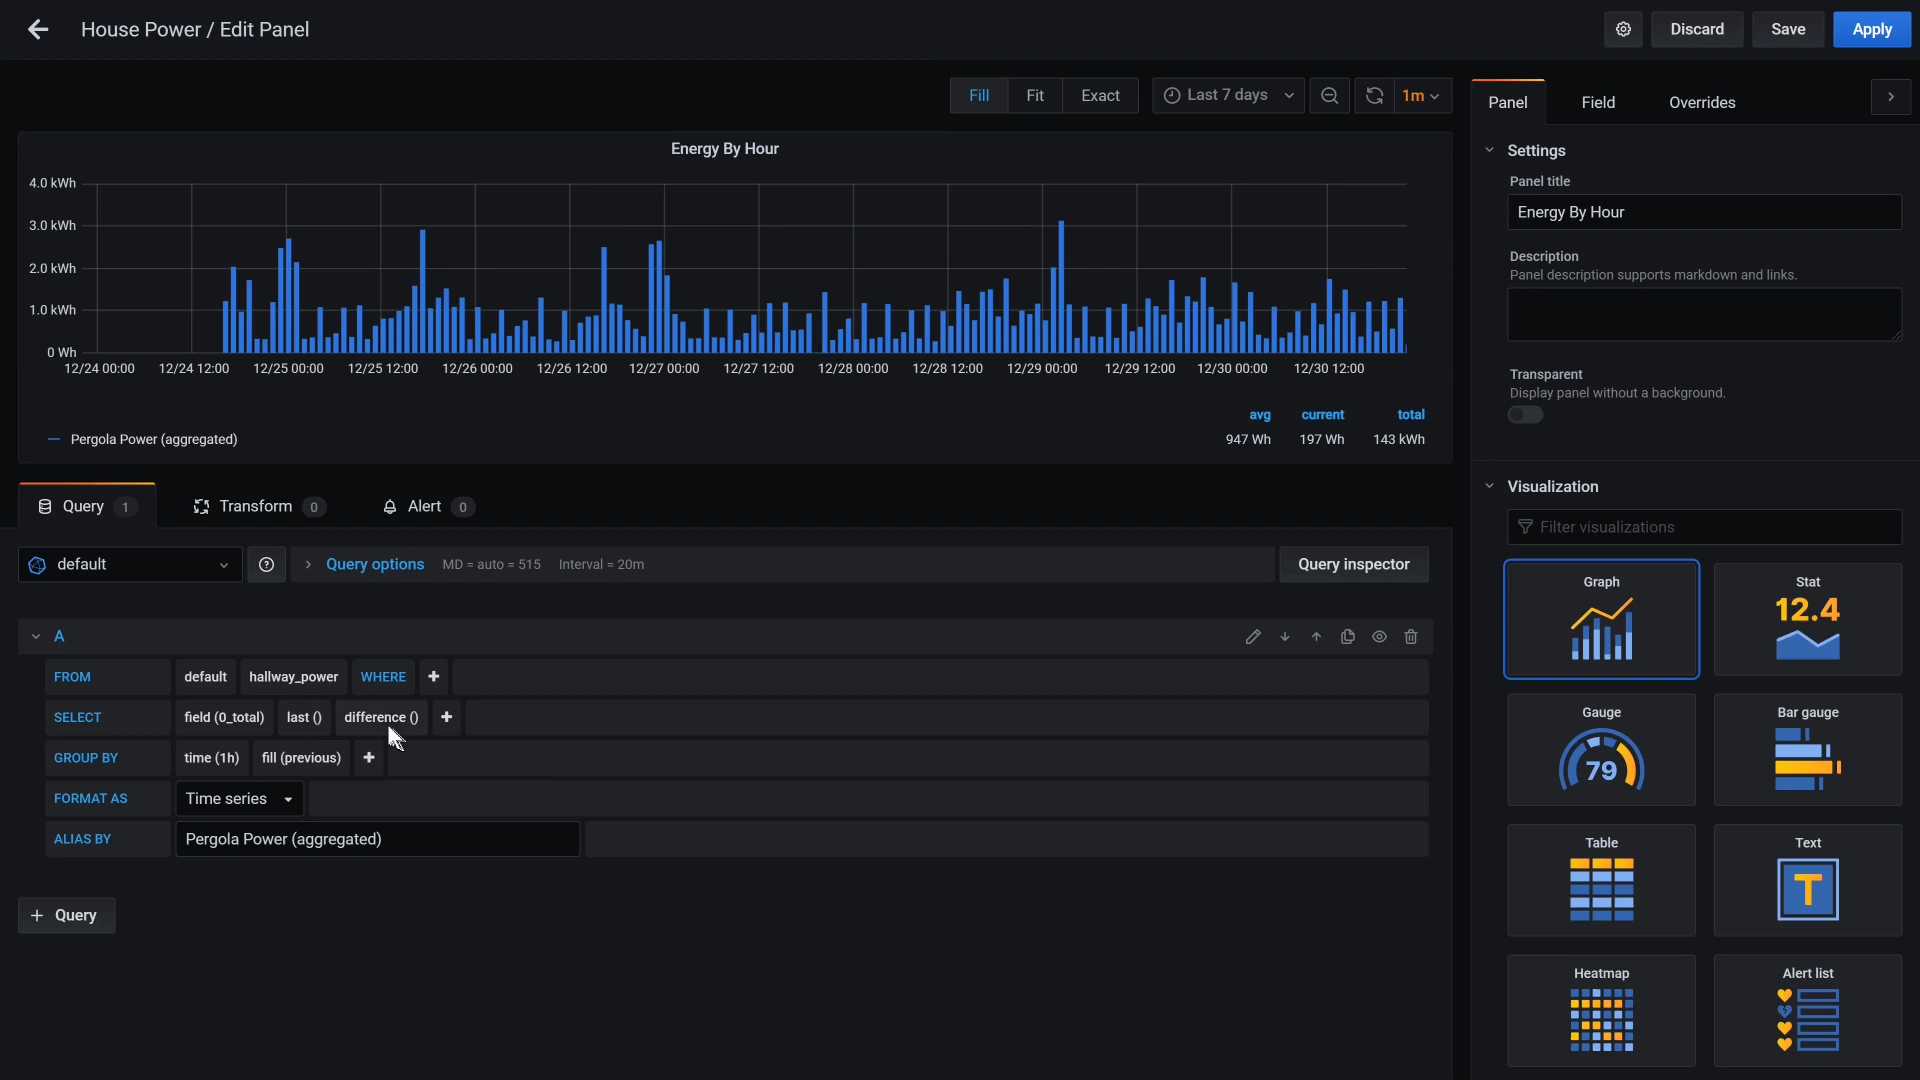 House Power / Edit Panel
Discard
Save
Apply
Fill
Fit
Exact
Last 7 days
1m
Panel
Field
Overrides
Energy By Hour
4.0 kWh
3.0 kWh
2.0 kWh
1.0 kWh
0 Wh
12/24 00:00
12/24 12:00
12/25 00:00
12/25 12:00
12/26 00:00
12/26 12:00
12/27 00:00
12/27 12:00
12/28 00:00
12/28 12:00
12/29 00:00
12/29 12:00
12/30 00:00
12/30 12:00
avg current total
Pergola Power (aggregated) 947 Wh 197 Wh 143 kWh
Query 1
Transform 0
Alert 0
default
Query options MD = auto = 515 Interval = 20m
Query inspector
A
FROM default hallway_power WHERE +
SELECT field (0_total) last () difference () +
GROUP BY time (1h) fill (previous) +
FORMAT AS Time series
ALIAS BY Pergola Power (aggregated)
+ Query
Settings
Panel title
Energy By Hour
Description
Panel description supports markdown and links.
Transparent
Display panel without a background.
Visualization
Filter visualizations
Graph
Stat
12.4
Gauge
79
Bar gauge
Table
Text
T
Heatmap
Alert list